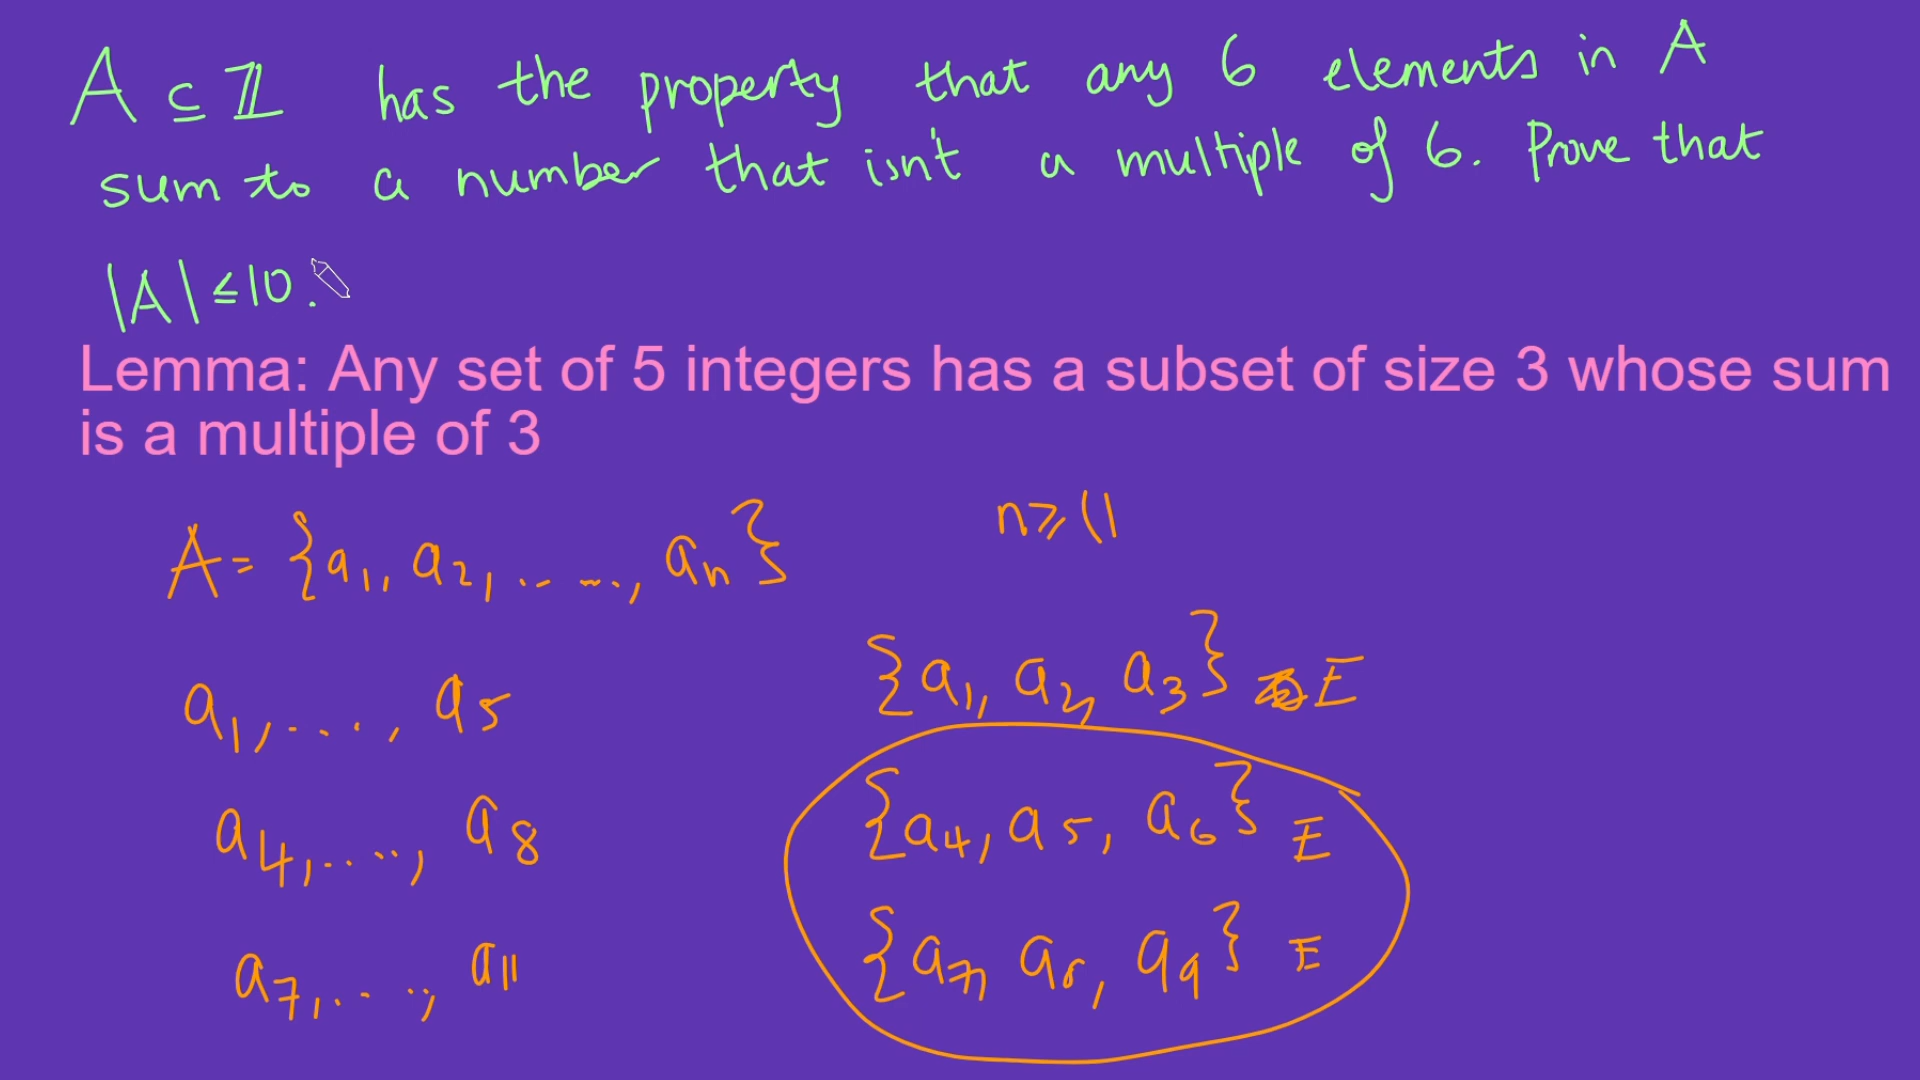 A ⊆ ℤ has the property that any 6 elements in A
sum to a number that isn't a multiple of 6. Prove that
|A| ≤ 10.
Lemma: Any set of 5 integers has a subset of size 3 whose sum
is a multiple of 3
A = {a₁, a₂, ..... , aₙ} n ≥ 11
{a₁, a₂, a₃} E
a₁, ...., a₅
{a₄, a₅, a₆} E
a₄, ...., a₈
{a₇, a₈, a₉} E
a₇, ...., a₁₁